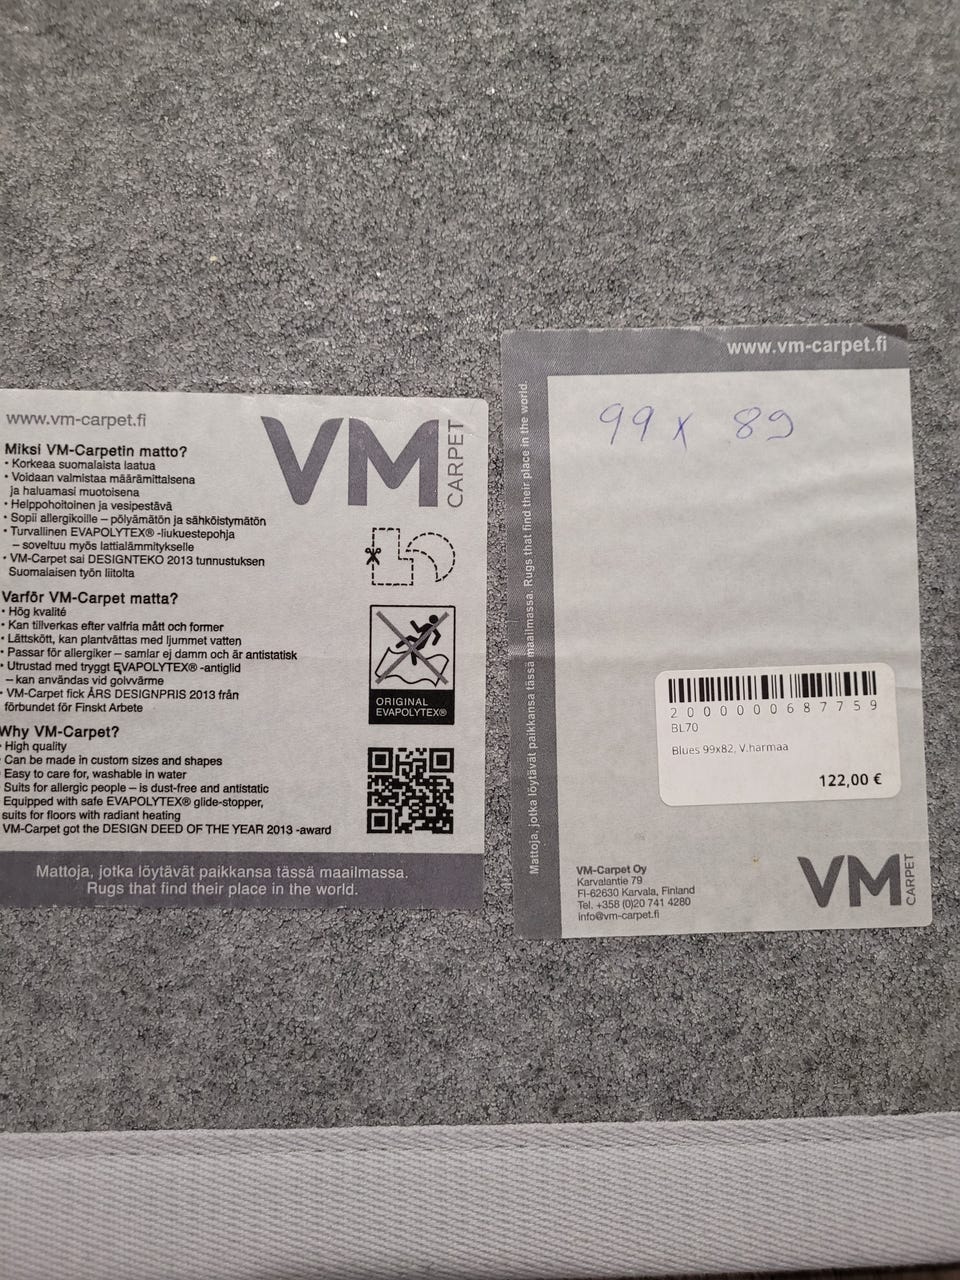 www.vm-carpet.fi
VM
CARPET
Miksi VM-Carpetin matto?
• Korkeaa suomalaista laatua
• Voidaan valmistaa määrämittaisena
ja haluamasi muotoisena
• Helppohoitoinen ja vesipestävä
• Sopii allergikoille – pölyämätön ja sähköistymätön
• Turvallinen EVAPOLYTEX® -liukuestepohja
– soveltuu myös lattialämmitykselle
• VM-Carpet sai DESIGNTEKO 2013 tunnustuksen
Suomalaisen työn liitolta
Varför VM-Carpet matta?
• Hög kvalité
• Kan tillverkas efter valfria mått och former
• Lättskött, kan plantvättas med ljummet vatten
• Passar för allergiker – samlar ej damm och är antistatisk
• Utrustad med tryggt EVAPOLYTEX® -antiglid
– kan användas vid golvvärme
• VM-Carpet fick ÅRS DESIGNPRIS 2013 från
förbundet för Finskt Arbete
Why VM-Carpet?
• High quality
• Can be made in custom sizes and shapes
Easy to care for, washable in water
Suits for allergic people – is dust-free and antistatic
Equipped with safe EVAPOLYTEX® glide-stopper,
suits for floors with radiant heating
VM-Carpet got the DESIGN DEED OF THE YEAR 2013 -award
ORIGINAL
EVAPOLYTEX®
Mattoja, jotka löytävät paikkansa tässä maailmassa.
Rugs that find their place in the world.
www.vm-carpet.fi
Mattoja, jotka löytävät paikkansa tässä maailmassa. Rugs that find their place in the world.
99 x 89
2000000687759
BL70
Blues 99x82, V.harmaa
122,00 €
VM-Carpet Oy
Karvalantie 79
FI-62630 Karvala, Finland
Tel. +358 (0)20 741 4280
info@vm-carpet.fi
VM
CARPET